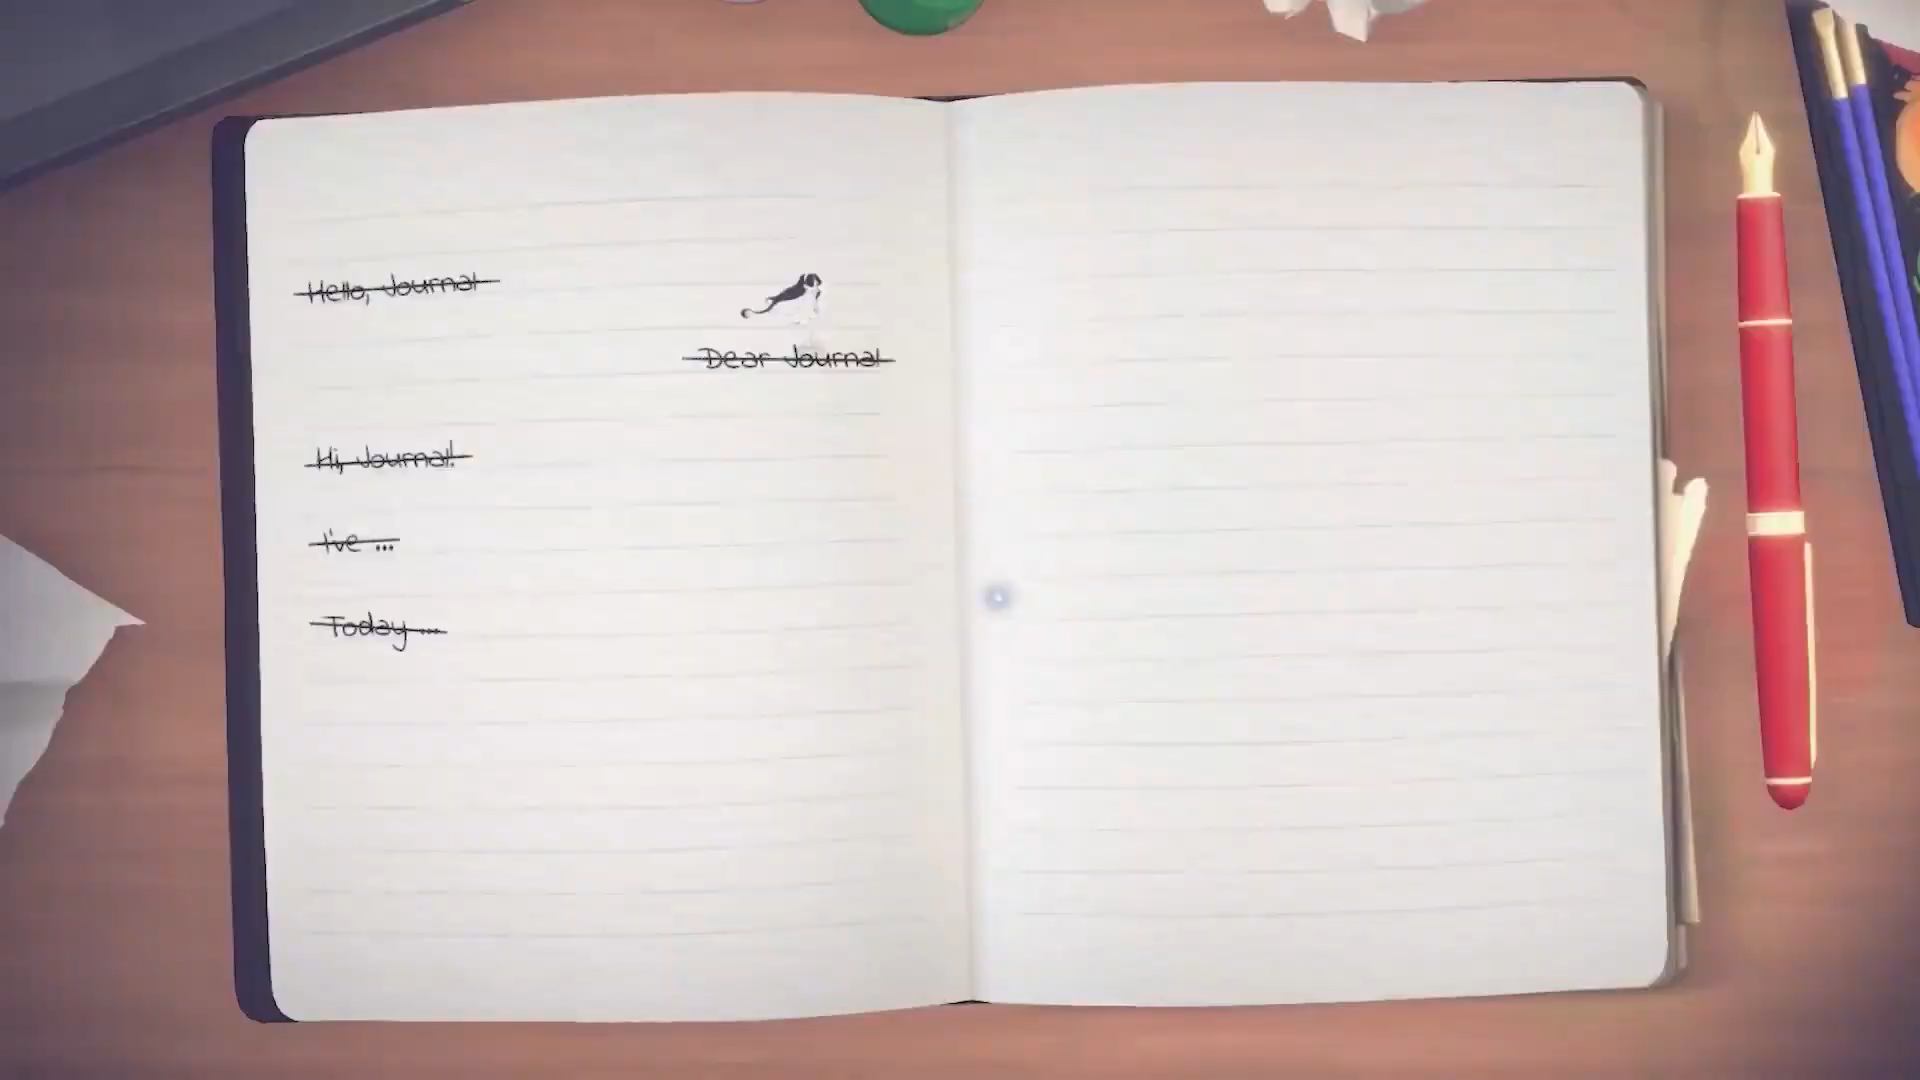 Hello, Journal
Dear Journal
Hi, Journal!
I've ...
Today ...